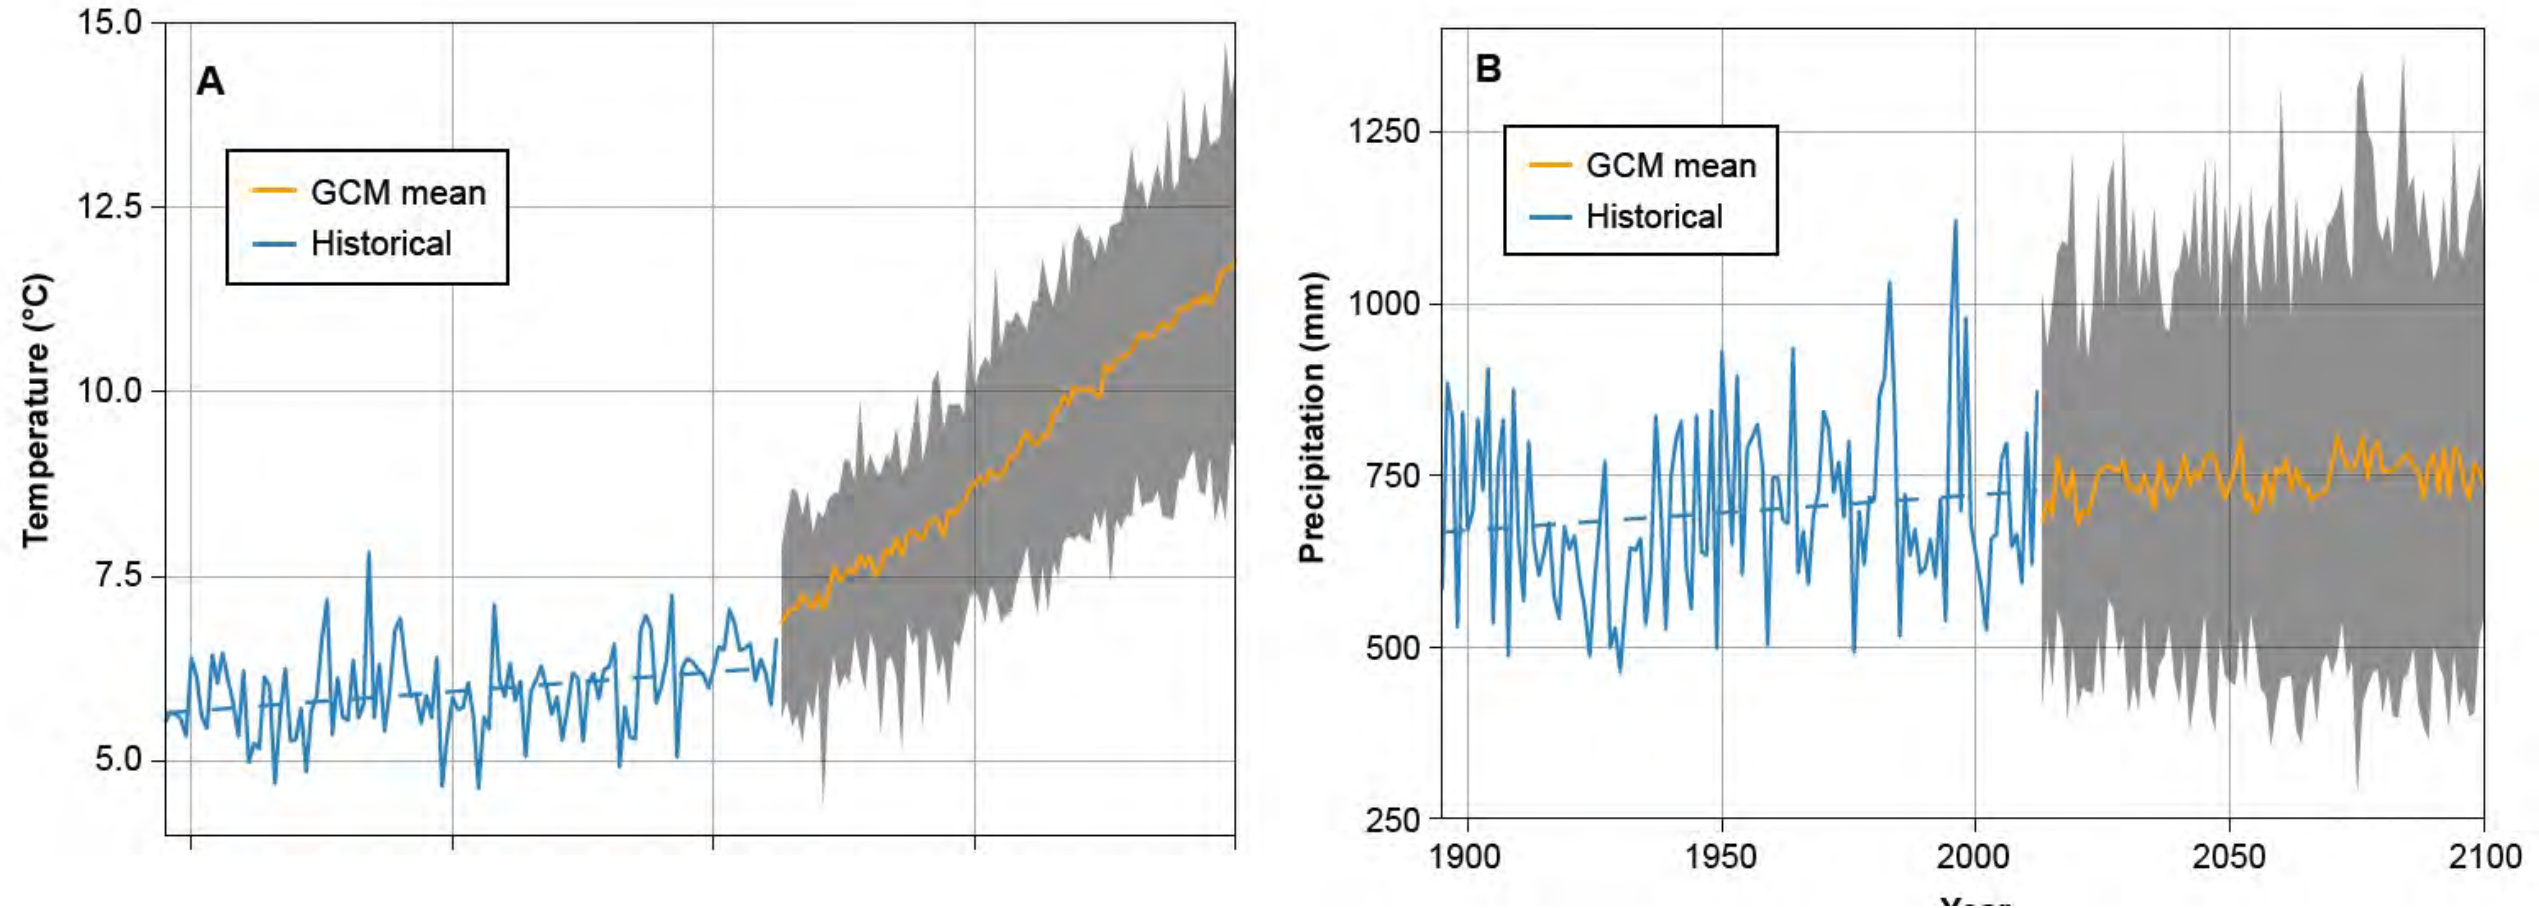 A
Temperature (°C)
15.0
12.5
10.0
7.5
5.0
GCM mean
Historical
B
Precipitation (mm)
1250
1000
750
500
250
GCM mean
Historical
1900 1950 2000 2050 2100
Year